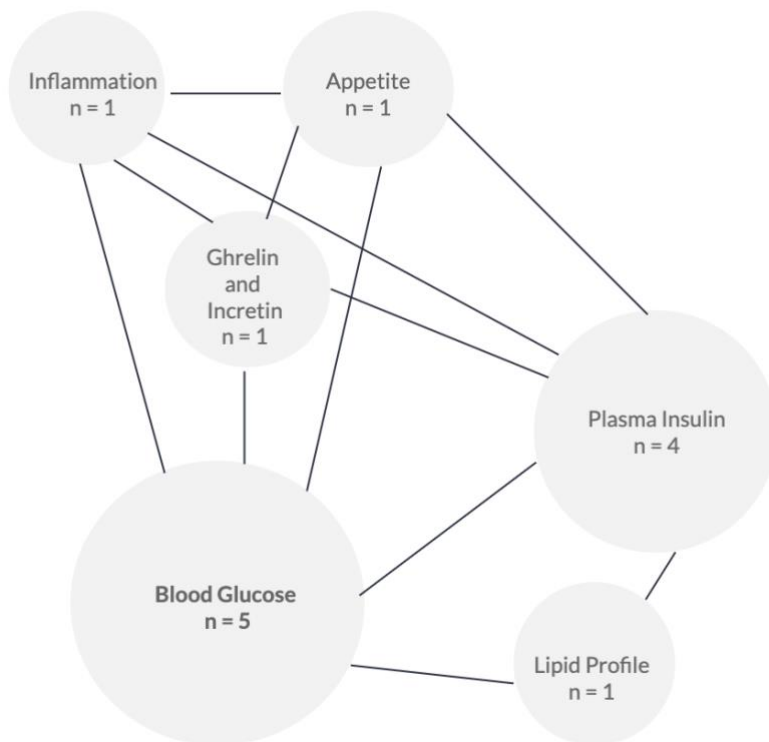 Inflammation
n = 1
Appetite
n = 1
Ghrelin
and
Incretin
n = 1
Plasma Insulin
n = 4
Blood Glucose
n = 5
Lipid Profile
n = 1